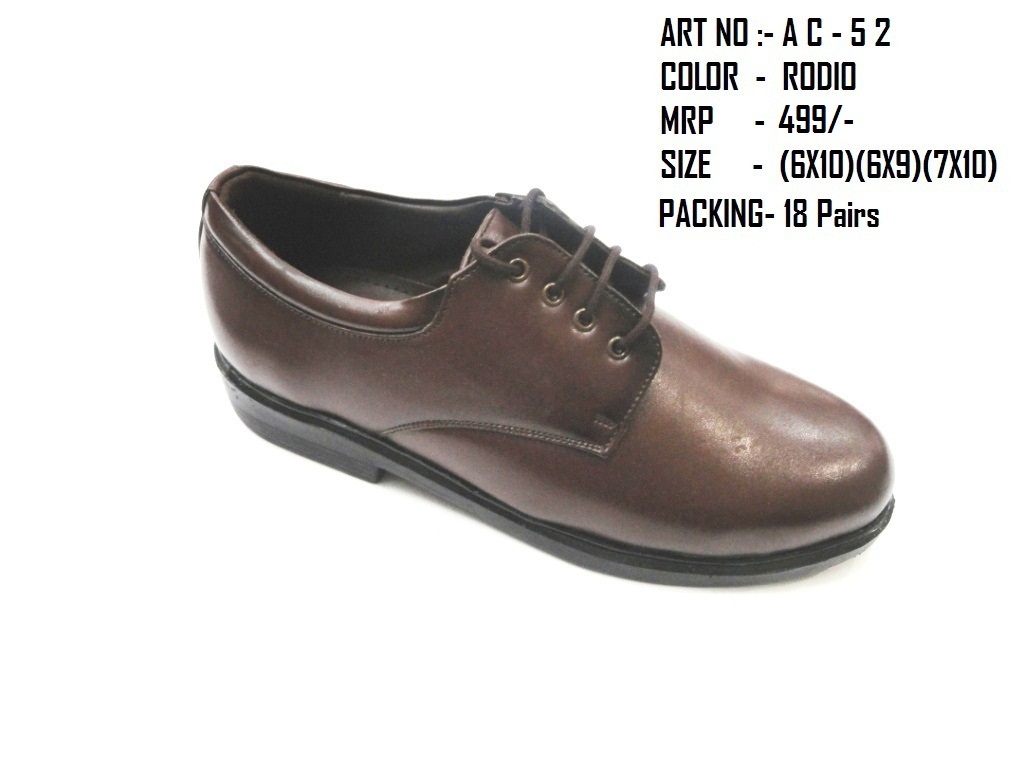 ART NO :- A C - 5 2
COLOR - RODIO
MRP - 499/-
SIZE - (6X10)(6X9)(7X10)
PACKING- 18 Pairs